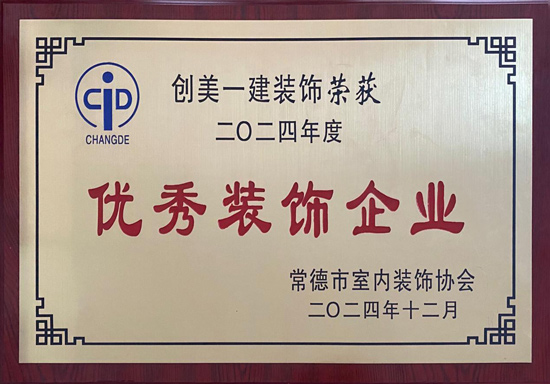 CID
CHANGDE
创美一建装饰荣获
二〇二四年度
优秀装饰企业
常德市室内装饰协会
二〇二四年十二月